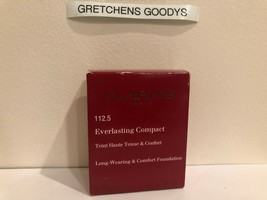 GRETCHENS GOODYS
112.5
Everlasting Compact
Teint Haute Tenue & Confort
Long-Wearing & Comfort Foundation